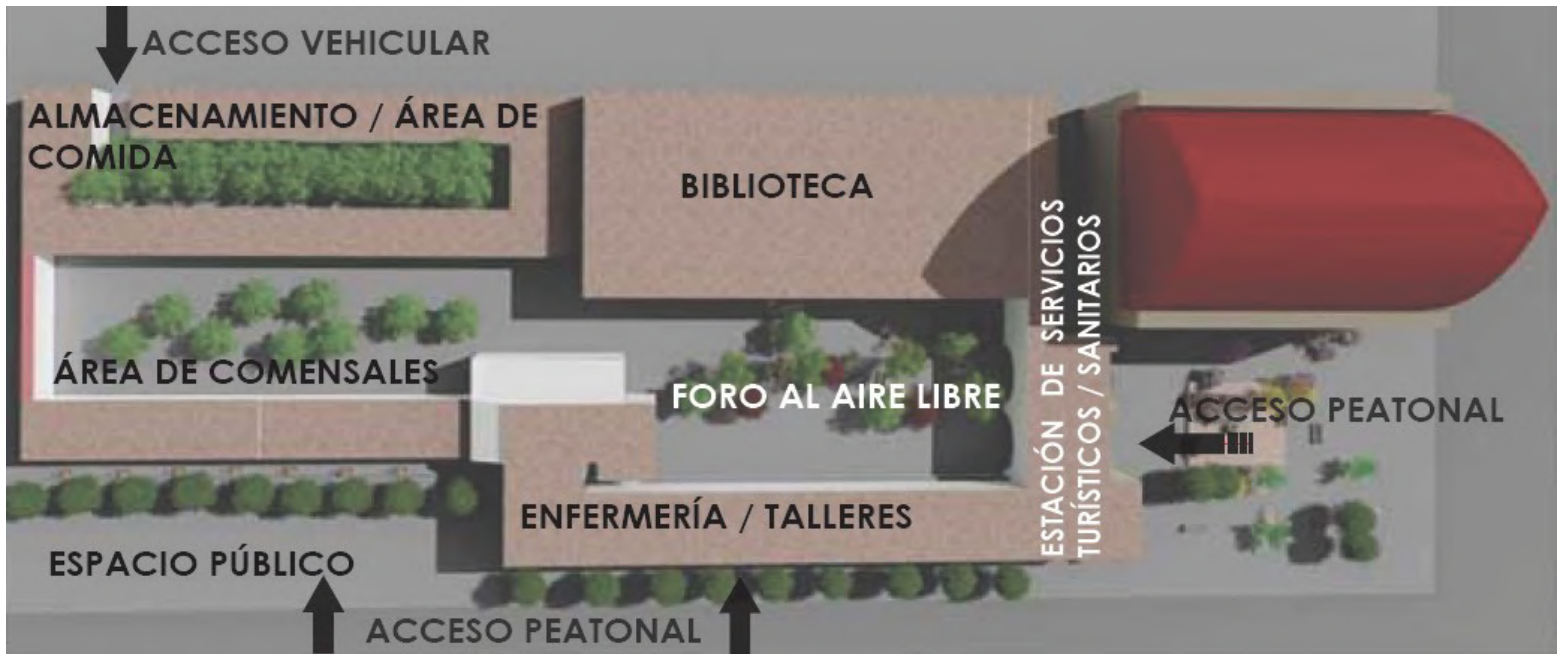 ACCESO VEHICULAR
ALMACENAMIENTO / ÁREA DE
COMIDA
BIBLIOTECA
ESTACIÓN DE SERVICIOS
TURÍSTICOS / SANITARIOS
ÁREA DE COMENSALES
FORO AL AIRE LIBRE
ACCESO PEATONAL
ENFERMERÍA / TALLERES
ESPACIO PÚBLICO
ACCESO PEATONAL